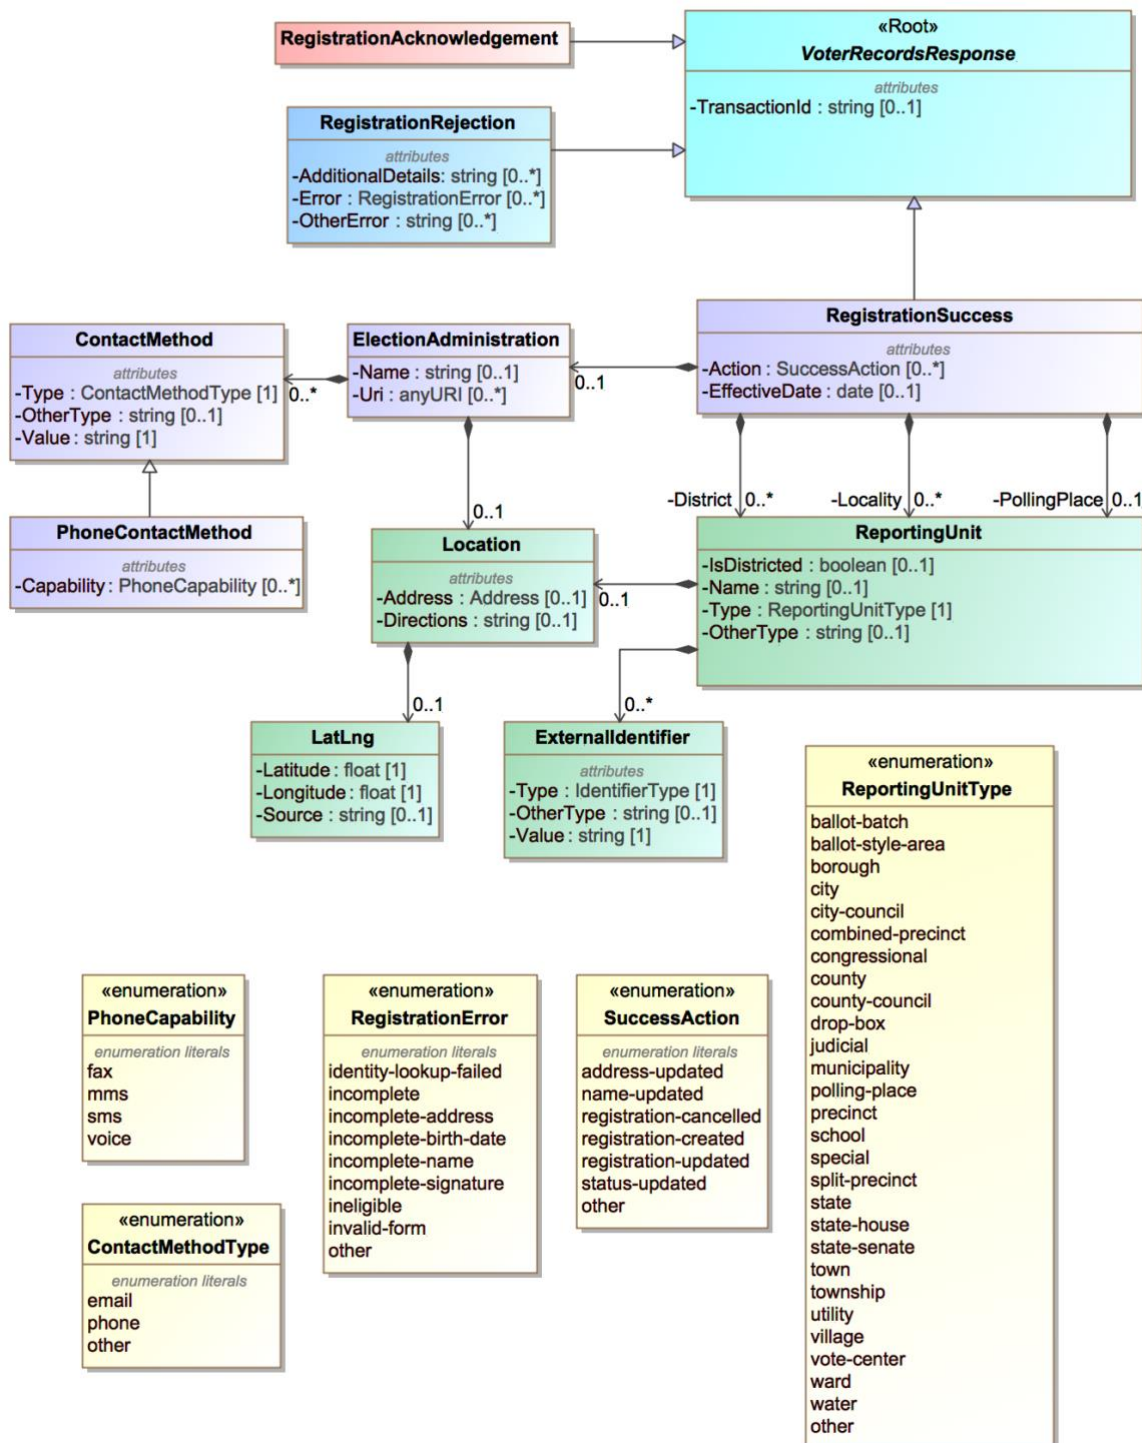 RegistrationAcknowledgement
«Root»
VoterRecordsResponse
attributes
-TransactionId : string [0..1]
RegistrationRejection
attributes
-AdditionalDetails: string [0..*]
-Error : RegistrationError [0..*]
-OtherError : string [0..*]
ContactMethod
attributes
-Type : ContactMethodType [1]
-OtherType : string [0..1]
-Value : string [1]
0..*
ElectionAdministration
-Name : string [0..1]
-Uri : anyURI [0..*]
0..1
RegistrationSuccess
attributes
-Action : SuccessAction [0..*]
-EffectiveDate : date [0..1]
0..1
-District 0..*
-Locality 0..*
-PollingPlace 0..1
PhoneContactMethod
attributes
-Capability : PhoneCapability [0..*]
Location
attributes
-Address : Address [0..1]
-Directions : string [0..1]
0..1
ReportingUnit
-IsDistricted : boolean [0..1]
-Name : string [0..1]
-Type : ReportingUnitType [1]
-OtherType : string [0..1]
0..1
0..*
LatLng
-Latitude : float [1]
-Longitude : float [1]
-Source : string [0..1]
ExternalIdentifier
attributes
-Type : IdentifierType [1]
-OtherType : string [0..1]
-Value : string [1]
«enumeration»
ReportingUnitType
ballot-batch
ballot-style-area
borough
city
city-council
combined-precinct
congressional
county
county-council
drop-box
judicial
municipality
polling-place
precinct
school
special
split-precinct
state
state-house
state-senate
town
township
utility
village
vote-center
ward
water
other
«enumeration»
PhoneCapability
enumeration literals
fax
mms
sms
voice
«enumeration»
RegistrationError
enumeration literals
identity-lookup-failed
incomplete
incomplete-address
incomplete-birth-date
incomplete-name
incomplete-signature
ineligible
invalid-form
other
«enumeration»
SuccessAction
enumeration literals
address-updated
name-updated
registration-cancelled
registration-created
registration-updated
status-updated
other
«enumeration»
ContactMethodType
enumeration literals
email
phone
other